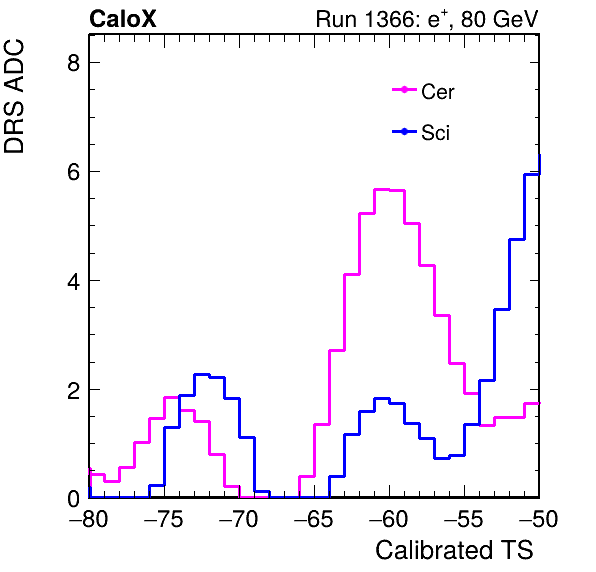 CaloX Run 1366: e⁺, 80 GeV
DRS ADC
8
6
4
2
0
Cer
Sci
−80 −75 −70 −65 −60 −55 −50
Calibrated TS